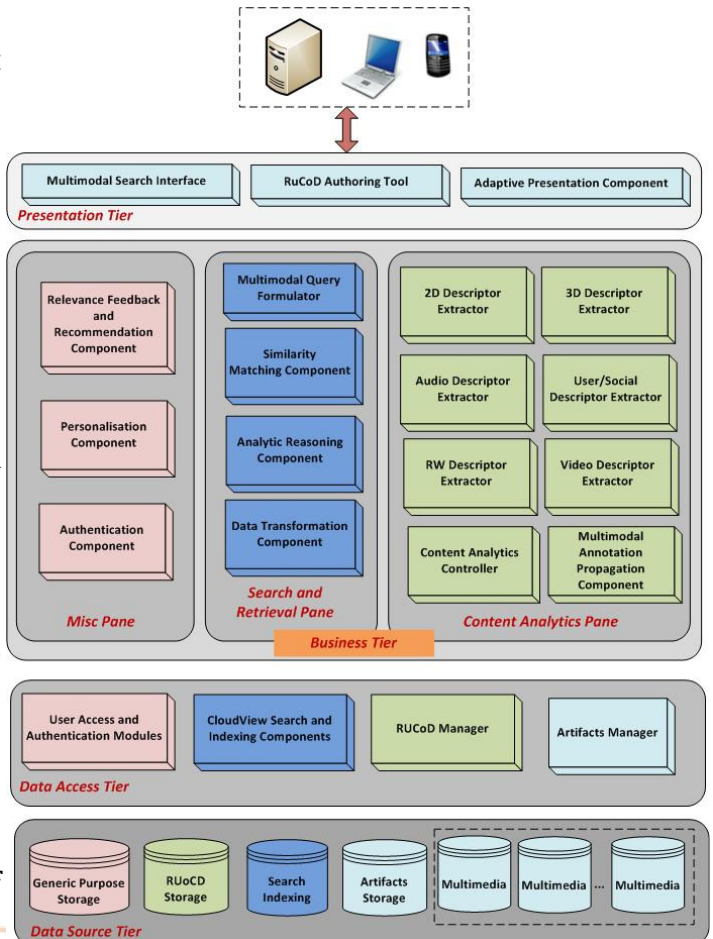 Multimodal Search Interface
RuCoD Authoring Tool
Adaptive Presentation Component
Presentation Tier
Relevance Feedback
and
Recommendation
Component
Personalisation
Component
Authentication
Component
Misc Pane
Multimodal Query
Formulator
Similarity
Matching Component
Analytic Reasoning
Component
Data Transformation
Component
Search and
Retrieval Pane
2D Descriptor
Extractor
3D Descriptor
Extractor
Audio Descriptor
Extractor
User/Social
Descriptor Extractor
RW Descriptor
Extractor
Video Descriptor
Extractor
Content Analytics
Controller
Multimodal
Annotation
Propagation
Component
Content Analytics Pane
Business Tier
User Access and
Authentication Modules
CloudView Search and
Indexing Components
RUCoD Manager
Artifacts Manager
Data Access Tier
Generic Purpose
Storage
RUoCD
Storage
Search
Indexing
Artifacts
Storage
Multimedia
Multimedia
...
Multimedia
Data Source Tier